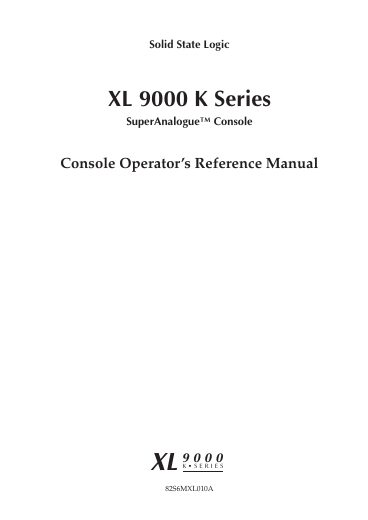 Solid State Logic
XL 9000 K Series
SuperAnalogue™ Console
Console Operator's Reference Manual
XL 9000
K•SERIES
82S6MXL010A